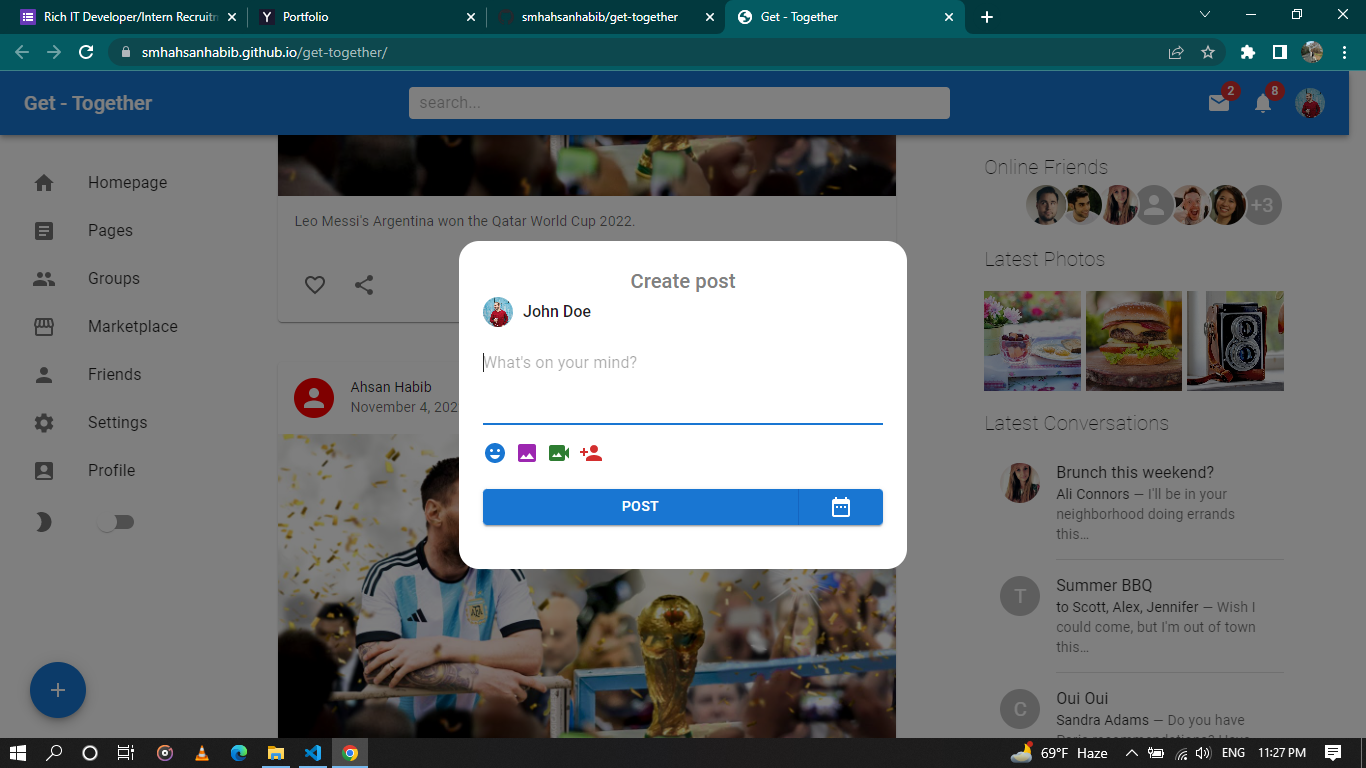 Rich IT Developer/Intern Recruitm
Portfolio
smhahsanhabib/get-together
Get - Together
smhahsanhabib.github.io/get-together/
Get - Together
search...
2
8
Homepage
Pages
Groups
Marketplace
Friends
Settings
Profile
Leo Messi's Argentina won the Qatar World Cup 2022.
Ahsan Habib
November 4, 202
Create post
John Doe
What's on your mind?
POST
Online Friends
+3
Latest Photos
Latest Conversations
Brunch this weekend?
Ali Connors — I'll be in your
neighborhood doing errands
this…
T
Summer BBQ
to Scott, Alex, Jennifer — Wish I
could come, but I'm out of town
this…
C
Oui Oui
Sandra Adams — Do you have
69°F Haze
ENG
11:27 PM